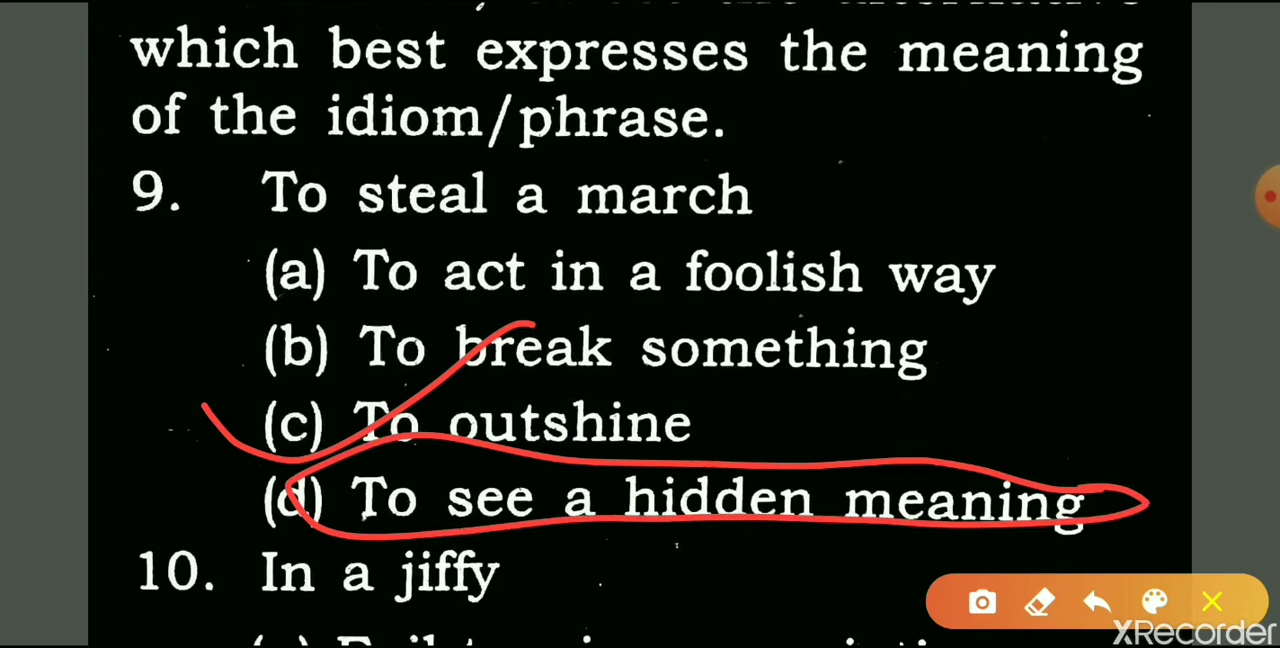 which best expresses the meaning
of the idiom/phrase.
9. To steal a march
(a) To act in a foolish way
(b) To break something
(c) To outshine
(d) To see a hidden meaning
10. In a jiffy
XRecorder